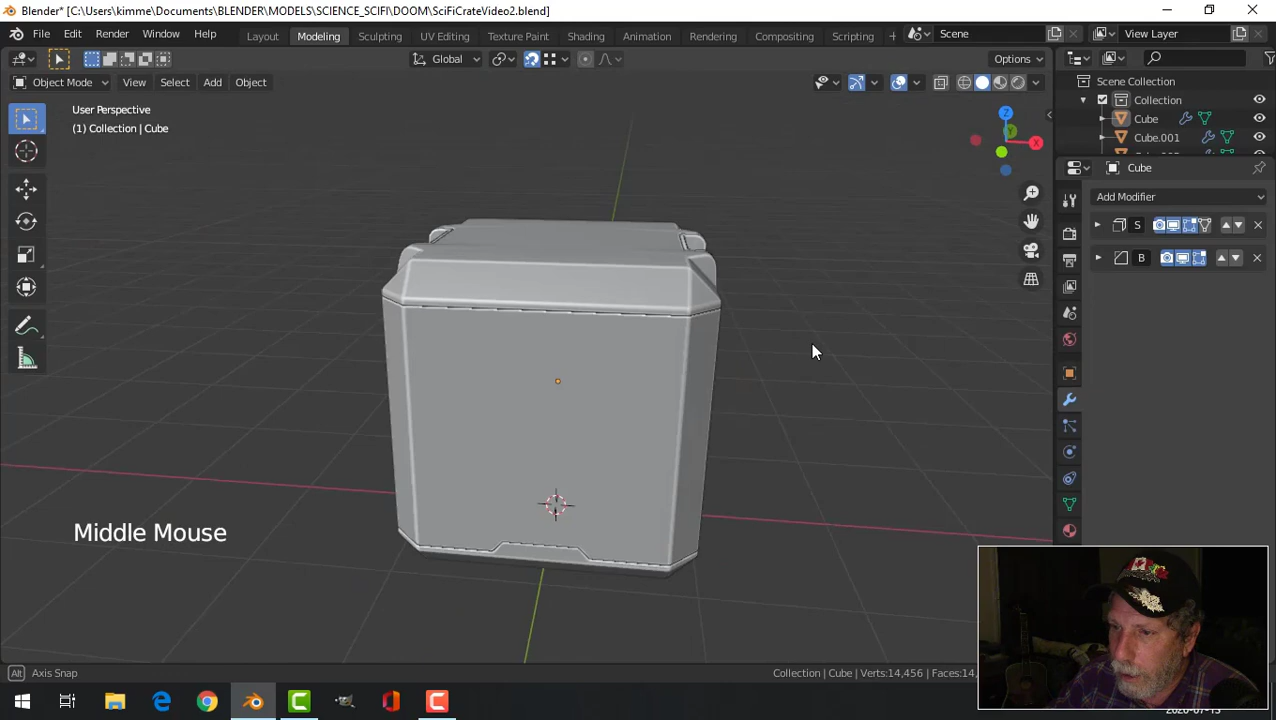 Blender* [C:\Users\kimme\Documents\BLENDER\MODELS\SCIENCE_SCIFI\DOOM\SciFiCrateVideo2.blend]
File Edit Render Window Help Layout Modeling Sculpting UV Editing Texture Paint Shading Animation Rendering Compositing Scripting Scene View Layer
Global Options
Object Mode View Select Add Object
Scene Collection
User Perspective
Collection
(1) Collection | Cube
Cube
Cube.001
Cube
Add Modifier
S
B
Z
Y
X
Middle Mouse
Alt Axis Snap
Collection | Cube | Verts:14,456 | Faces:14,